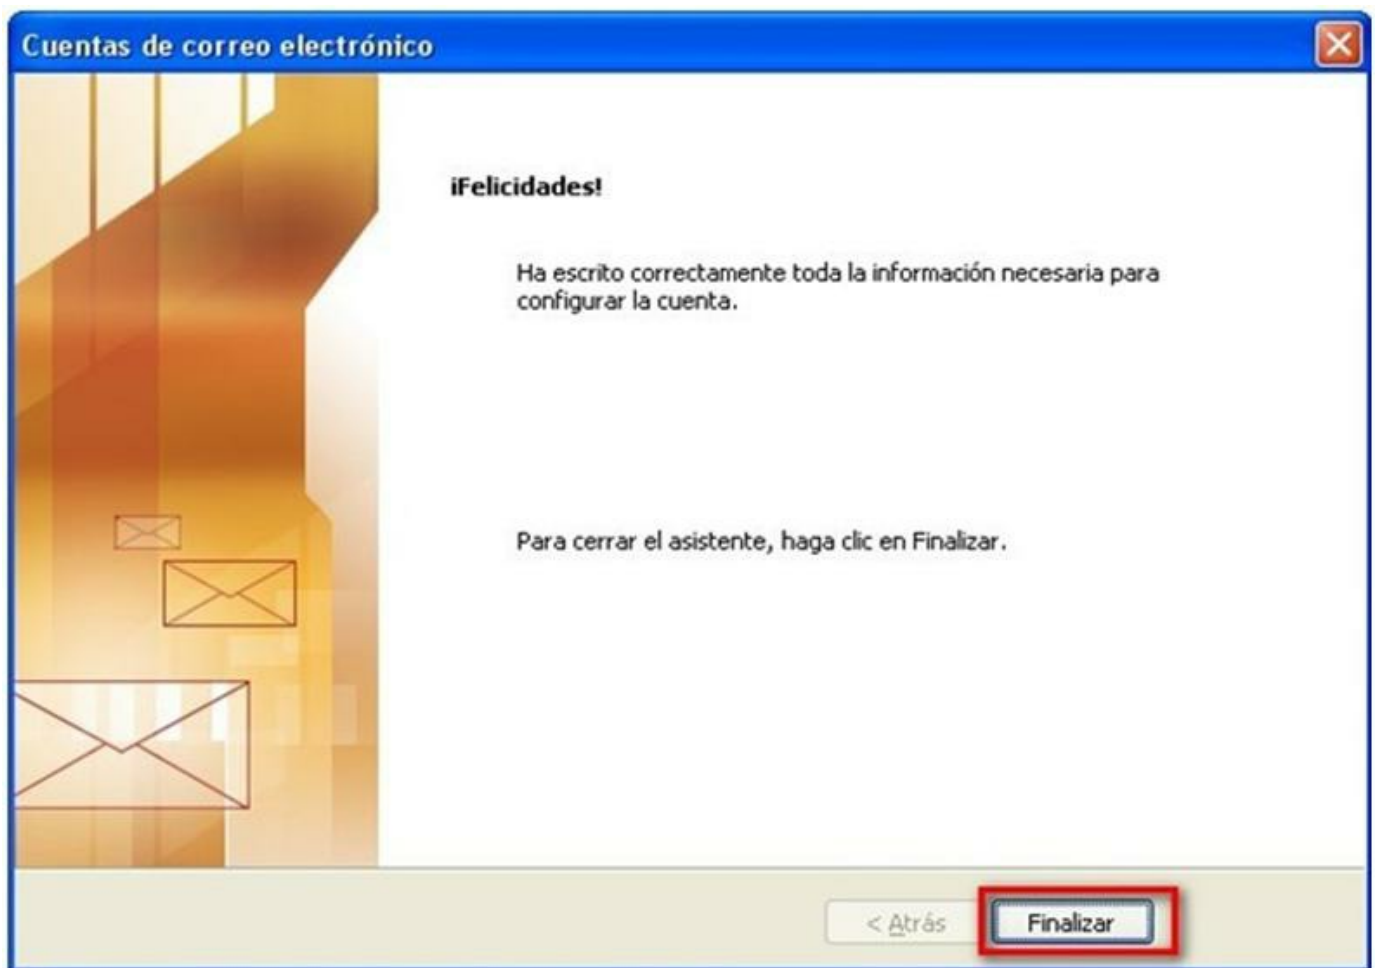 Cuentas de correo electrónico
¡Felicidades!
Ha escrito correctamente toda la información necesaria para
configurar la cuenta.
Para cerrar el asistente, haga clic en Finalizar.
< Atrás
Finalizar